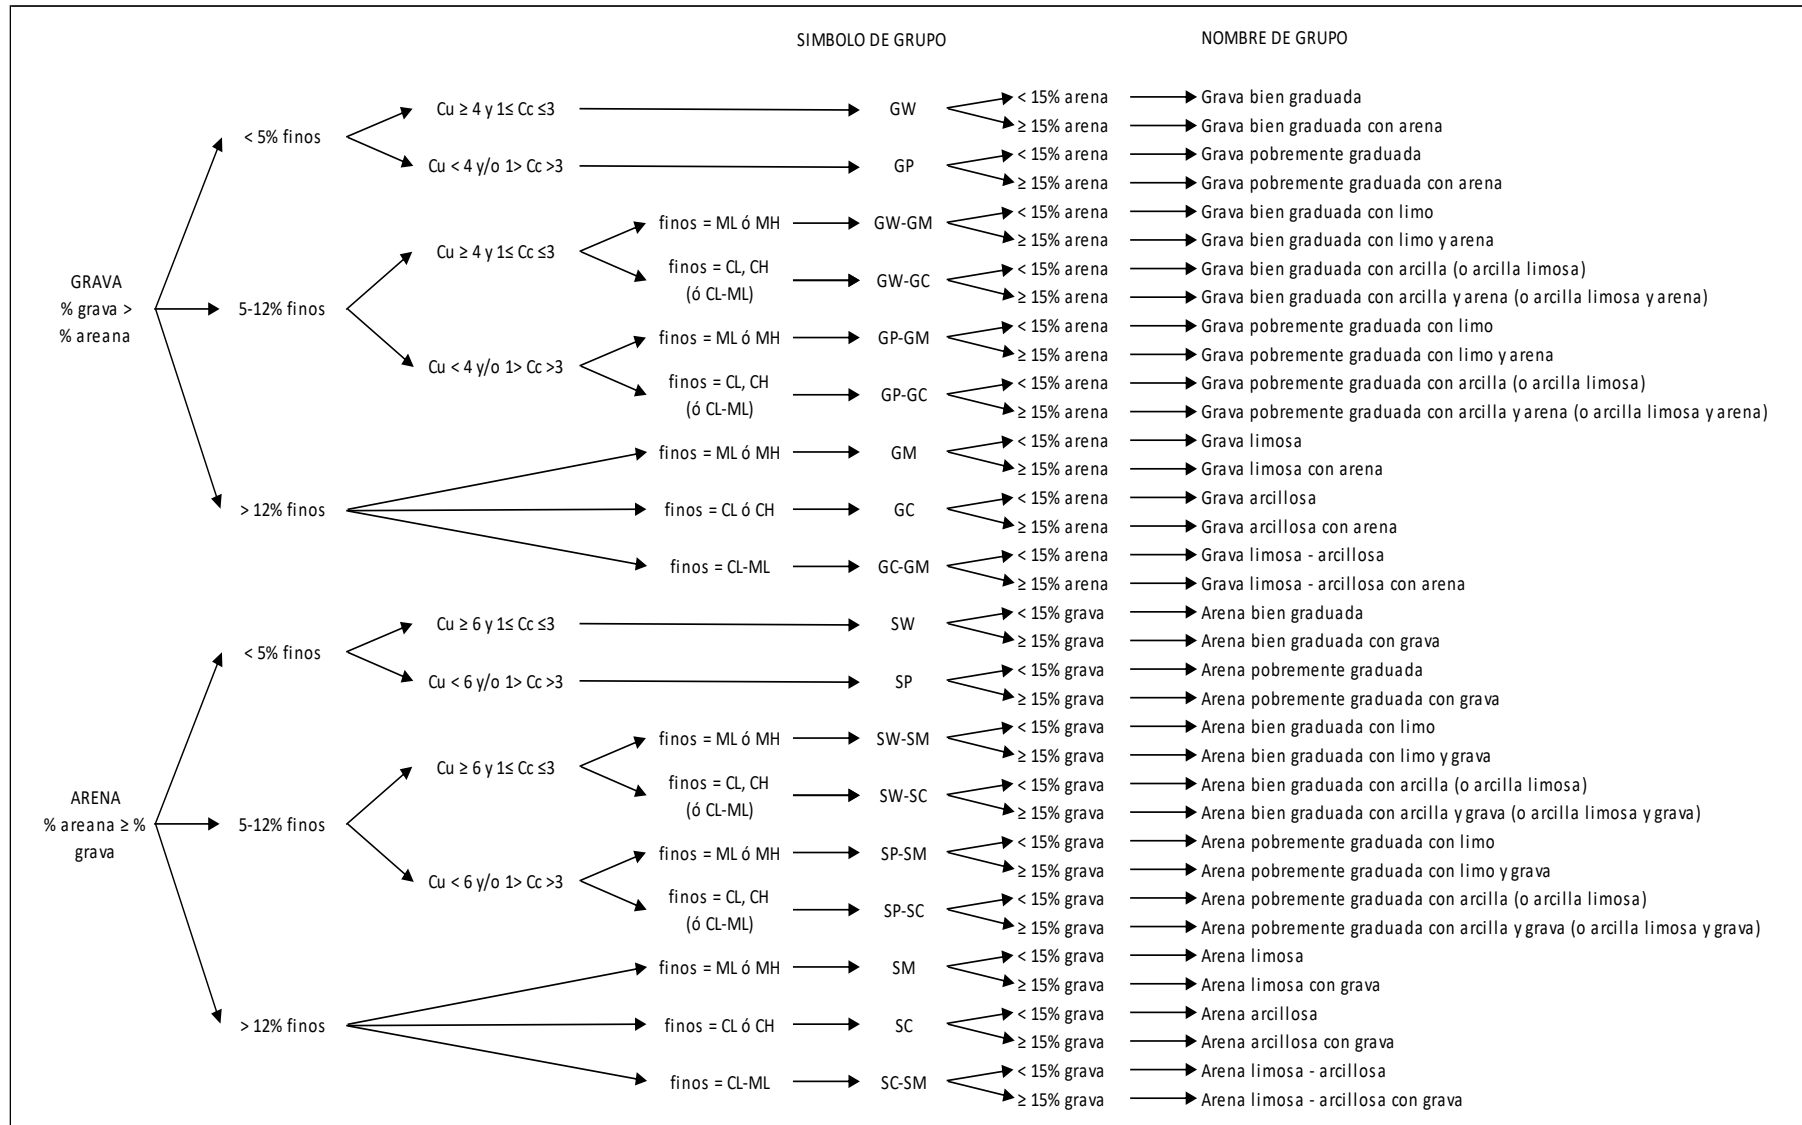 SIMBOLO DE GRUPO
NOMBRE DE GRUPO
GRAVA
% grava >
% areana
< 5% finos
Cu ≥ 4 y 1≤ Cc ≤3
GW
< 15% arena
Grava bien graduada
≥ 15% arena
Grava bien graduada con arena
Cu < 4 y/o 1> Cc >3
GP
< 15% arena
Grava pobremente graduada
≥ 15% arena
Grava pobremente graduada con arena
5-12% finos
Cu ≥ 4 y 1≤ Cc ≤3
finos = ML ó MH
GW-GM
< 15% arena
Grava bien graduada con limo
≥ 15% arena
Grava bien graduada con limo y arena
finos = CL, CH
(ó CL-ML)
GW-GC
< 15% arena
Grava bien graduada con arcilla (o arcilla limosa)
≥ 15% arena
Grava bien graduada con arcilla y arena (o arcilla limosa y arena)
Cu < 4 y/o 1> Cc >3
finos = ML ó MH
GP-GM
< 15% arena
Grava pobremente graduada con limo
≥ 15% arena
Grava pobremente graduada con limo y arena
finos = CL, CH
(ó CL-ML)
GP-GC
< 15% arena
Grava pobremente graduada con arcilla (o arcilla limosa)
≥ 15% arena
Grava pobremente graduada con arcilla y arena (o arcilla limosa y arena)
> 12% finos
finos = ML ó MH
GM
< 15% arena
Grava limosa
≥ 15% arena
Grava limosa con arena
finos = CL ó CH
GC
< 15% arena
Grava arcillosa
≥ 15% arena
Grava arcillosa con arena
finos = CL-ML
GC-GM
< 15% arena
Grava limosa - arcillosa
≥ 15% arena
Grava limosa - arcillosa con arena
ARENA
% areana ≥ %
grava
< 5% finos
Cu ≥ 6 y 1≤ Cc ≤3
SW
< 15% grava
Arena bien graduada
≥ 15% grava
Arena bien graduada con grava
Cu < 6 y/o 1> Cc >3
SP
< 15% grava
Arena pobremente graduada
≥ 15% grava
Arena pobremente graduada con grava
5-12% finos
Cu ≥ 6 y 1≤ Cc ≤3
finos = ML ó MH
SW-SM
< 15% grava
Arena bien graduada con limo
≥ 15% grava
Arena bien graduada con limo y grava
finos = CL, CH
(ó CL-ML)
SW-SC
< 15% grava
Arena bien graduada con arcilla (o arcilla limosa)
≥ 15% grava
Arena bien graduada con arcilla y grava (o arcilla limosa y grava)
Cu < 6 y/o 1> Cc >3
finos = ML ó MH
SP-SM
< 15% grava
Arena pobremente graduada con limo
≥ 15% grava
Arena pobremente graduada con limo y grava
finos = CL, CH
(ó CL-ML)
SP-SC
< 15% grava
Arena pobremente graduada con arcilla (o arcilla limosa)
≥ 15% grava
Arena pobremente graduada con arcilla y grava (o arcilla limosa y grava)
> 12% finos
finos = ML ó MH
SM
< 15% grava
Arena limosa
≥ 15% grava
Arena limosa con grava
finos = CL ó CH
SC
< 15% grava
Arena arcillosa
≥ 15% grava
Arena arcillosa con grava
finos = CL-ML
SC-SM
< 15% grava
Arena limosa - arcillosa
≥ 15% grava
Arena limosa - arcillosa con grava